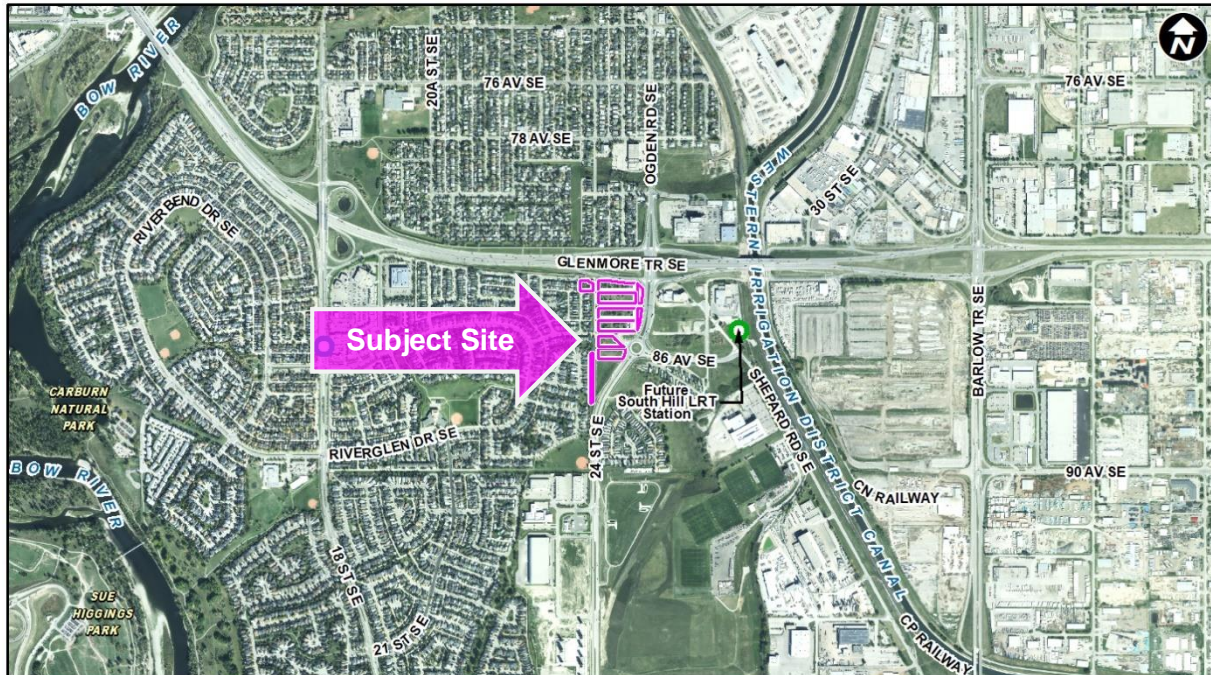 N
BOW RIVER
20A ST SE
76 AV SE
76 AV SE
78 AV SE
OGDEN RD SE
WESTERN IRRIGATION DISTRICT CANAL
30 ST SE
RIVERBEND DR SE
GLENMORE TR SE
BARLOW TR SE
Subject Site
86 AV SE
Future
South Hill LRT
Station
SHEPARD RD SE
CARBURN
NATURAL
PARK
RIVERGLEN DR SE
24 ST SE
90 AV SE
CN RAILWAY
BOW RIVER
18 ST SE
SUE
HIGGINGS
PARK
21 ST SE
CP RAILWAY